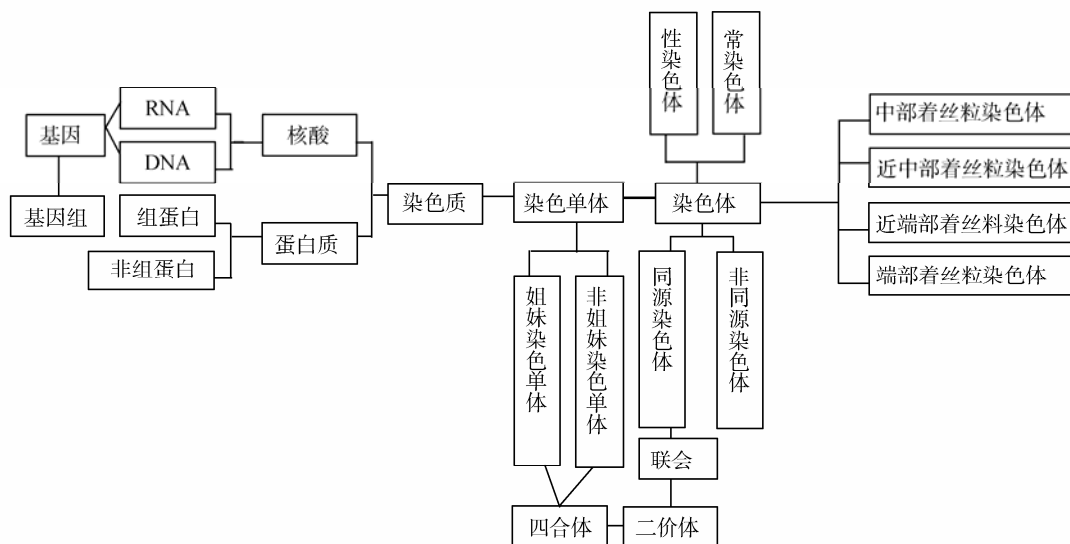 性染色体
常染色体
RNA
DNA
基因
核酸
基因组
组蛋白
非组蛋白
蛋白质
染色质
染色单体
染色体
中部着丝粒染色体
近中部着丝粒染色体
近端部着丝料染色体
端部着丝粒染色体
姐妹染色单体
非姐妹染色单体
同源染色体
非同源染色体
联会
四合体
二价体